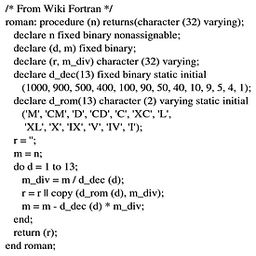 /* From Wiki Fortran */
roman: procedure (n) returns(character (32) varying);
declare n fixed binary nonassignable;
declare (d, m) fixed binary;
declare (r, m_div) character (32) varying;
declare d_dec(13) fixed binary static initial
(1000, 900, 500, 400, 100, 90, 50, 40, 10, 9, 5, 4, 1);
declare d_rom(13) character (2) varying static initial
('M', 'CM', 'D', 'CD', 'C', 'XC', 'L',
'XL', 'X', 'IX', 'V', 'IV', 'I');
r = '';
m = n;
do d = 1 to 13;
m_div = m / d_dec (d);
r = r || copy (d_rom (d), m_div);
m = m - d_dec (d) * m_div;
end;
return (r);
end roman;